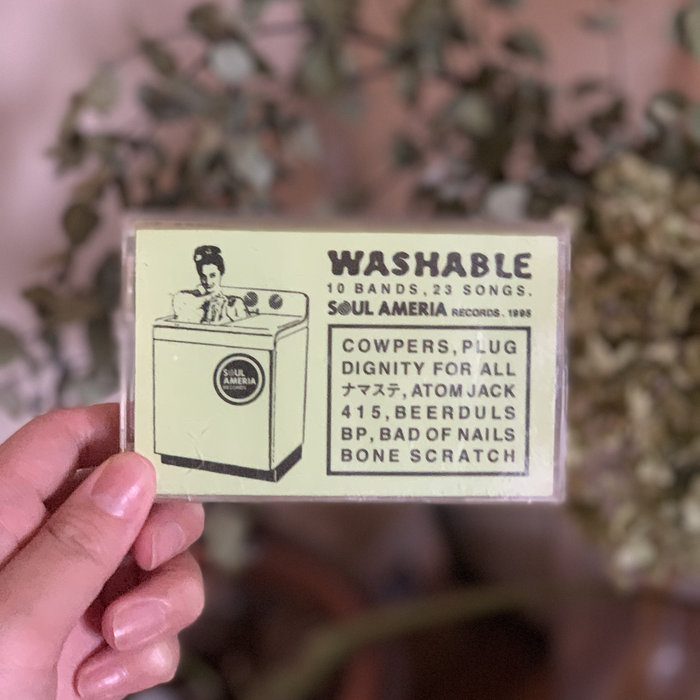 WASHABLE
10 BANDS, 23 SONGS.
SOUL AMERIA RECORDS. 1995
COWPERS, PLUG
DIGNITY FOR ALL
ナマステ, ATOM JACK
415, BEERDULS
BP, BAD OF NAILS
BONE SCRATCH
SOUL
AMERIA
RECORDS